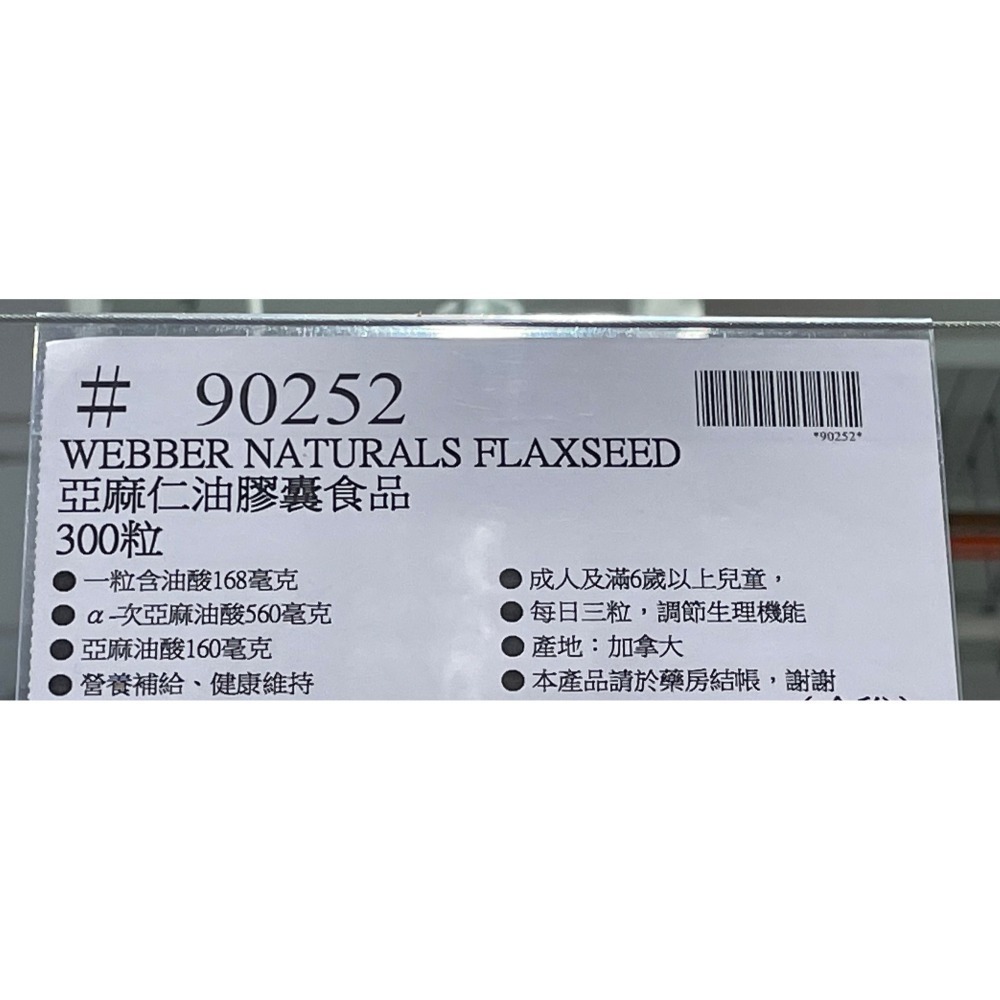 # 90252
*90252*
WEBBER NATURALS FLAXSEED
亞麻仁油膠囊食品
300粒
● 一粒含油酸168毫克
● α-次亞麻油酸560毫克
● 亞麻油酸160毫克
● 營養補給、健康維持
● 成人及滿6歲以上兒童，
● 每日三粒，調節生理機能
● 產地：加拿大
● 本產品請於藥房結帳，謝謝